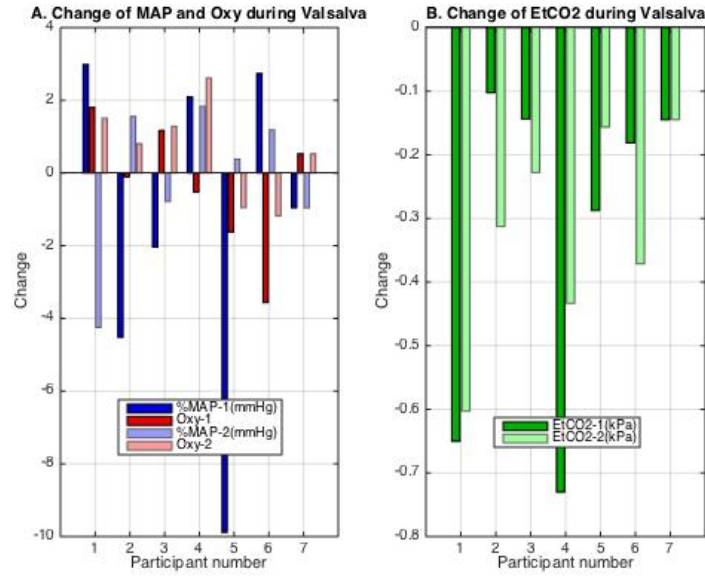 A. Change of MAP and Oxy during Valsalva
4
2
0
-2
-4
-6
-8
-10
Change
%MAP-1(mmHg)
Oxy-1
%MAP-2(mmHg)
Oxy-2
1 2 3 4 5 6 7
Participant number
B. Change of EtCO2 during Valsalva
0
-0.1
-0.2
-0.3
-0.4
-0.5
-0.6
-0.7
-0.8
Change
EtCO2-1(kPa)
EtCO2-2(kPa)
1 2 3 4 5 6 7
Participant number